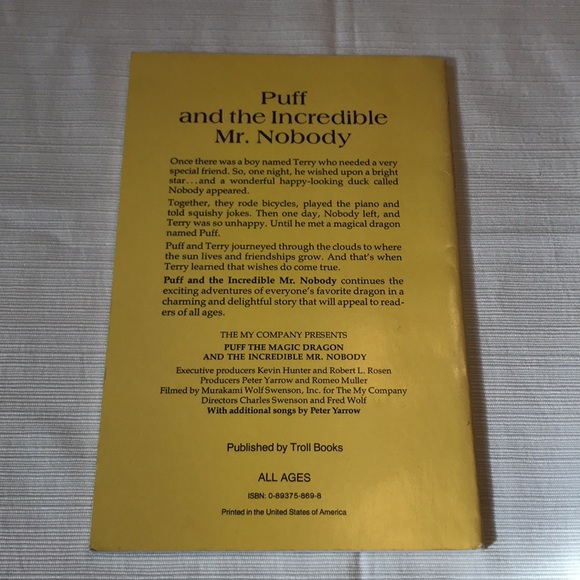 Puff
and the Incredible
Mr. Nobody
Once there was a boy named Terry who needed a very
special friend. So, one night, he wished upon a bright
star...and a wonderful happy-looking duck called
Nobody appeared.
Together, they rode bicycles, played the piano and
told squishy jokes. Then one day, Nobody left, and
Terry was so unhappy. Until he met a magical dragon
named Puff.
Puff and Terry journeyed through the clouds to where
the sun lives and friendships grow. And that's when
Terry learned that wishes do come true.
Puff and the Incredible Mr. Nobody continues the
exciting adventures of everyone's favorite dragon in a
charming and delightful story that will appeal to read-
ers of all ages.
THE MY COMPANY PRESENTS
PUFF THE MAGIC DRAGON
AND THE INCREDIBLE MR. NOBODY
Executive producers Kevin Hunter and Robert L. Rosen
Producers Peter Yarrow and Romeo Muller
Filmed by Murakami Wolf Swenson, Inc. for The My Company
Directors Charles Swenson and Fred Wolf
With additional songs by Peter Yarrow
Published by Troll Books
ALL AGES
ISBN: 0-89375-869-8
Printed in the United States of America